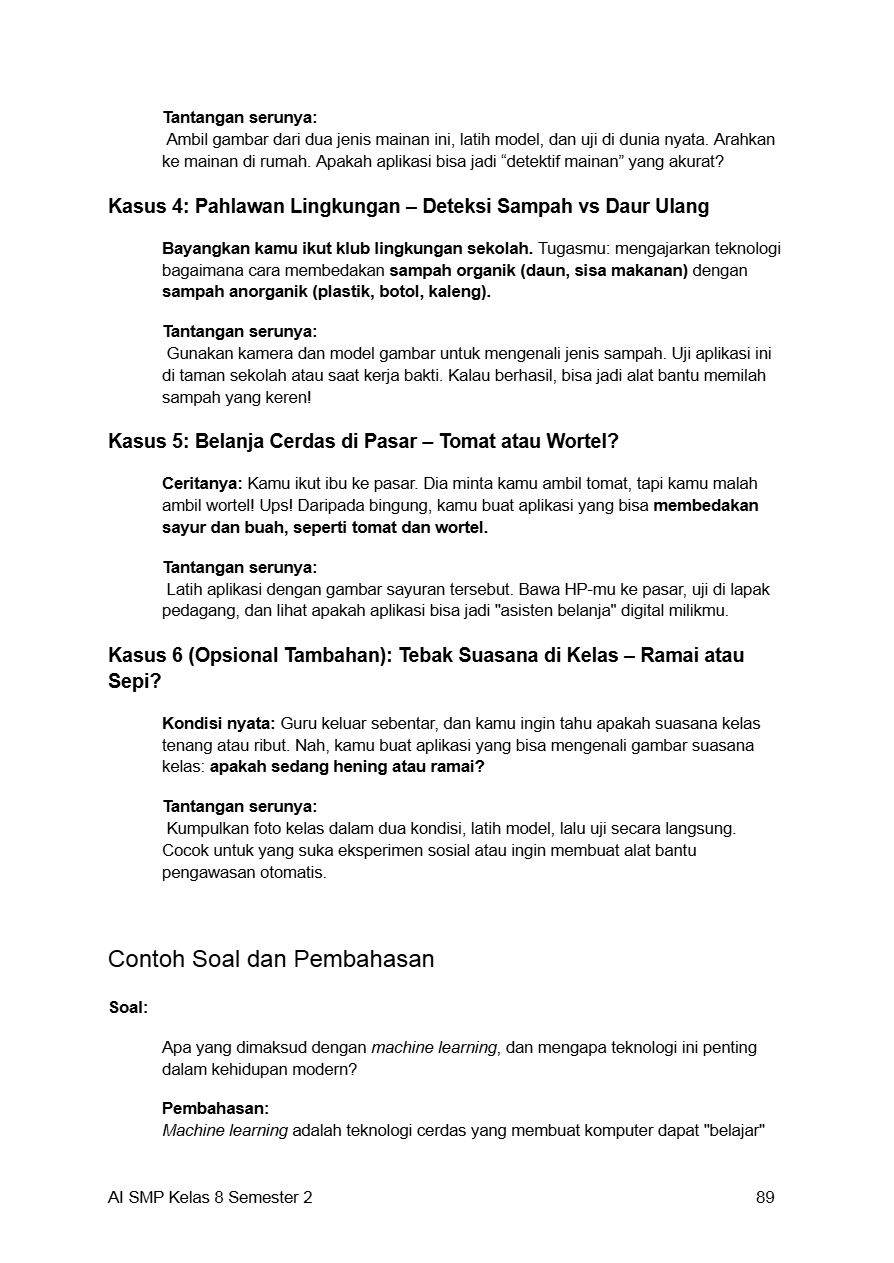 Tantangan serunya:
Ambil gambar dari dua jenis mainan ini, latih model, dan uji di dunia nyata. Arahkan
ke mainan di rumah. Apakah aplikasi bisa jadi “detektif mainan” yang akurat?
Kasus 4: Pahlawan Lingkungan – Deteksi Sampah vs Daur Ulang
Bayangkan kamu ikut klub lingkungan sekolah. Tugasmu: mengajarkan teknologi
bagaimana cara membedakan sampah organik (daun, sisa makanan) dengan
sampah anorganik (plastik, botol, kaleng).
Tantangan serunya:
Gunakan kamera dan model gambar untuk mengenali jenis sampah. Uji aplikasi ini
di taman sekolah atau saat kerja bakti. Kalau berhasil, bisa jadi alat bantu memilah
sampah yang keren!
Kasus 5: Belanja Cerdas di Pasar – Tomat atau Wortel?
Ceritanya: Kamu ikut ibu ke pasar. Dia minta kamu ambil tomat, tapi kamu malah
ambil wortel! Ups! Daripada bingung, kamu buat aplikasi yang bisa membedakan
sayur dan buah, seperti tomat dan wortel.
Tantangan serunya:
Latih aplikasi dengan gambar sayuran tersebut. Bawa HP-mu ke pasar, uji di lapak
pedagang, dan lihat apakah aplikasi bisa jadi "asisten belanja" digital milikmu.
Kasus 6 (Opsional Tambahan): Tebak Suasana di Kelas – Ramai atau
Sepi?
Kondisi nyata: Guru keluar sebentar, dan kamu ingin tahu apakah suasana kelas
tenang atau ribut. Nah, kamu buat aplikasi yang bisa mengenali gambar suasana
kelas: apakah sedang hening atau ramai?
Tantangan serunya:
Kumpulkan foto kelas dalam dua kondisi, latih model, lalu uji secara langsung.
Cocok untuk yang suka eksperimen sosial atau ingin membuat alat bantu
pengawasan otomatis.
Contoh Soal dan Pembahasan
Soal:
Apa yang dimaksud dengan machine learning, dan mengapa teknologi ini penting
dalam kehidupan modern?
Pembahasan:
Machine learning adalah teknologi cerdas yang membuat komputer dapat "belajar"
AI SMP Kelas 8 Semester 2 89